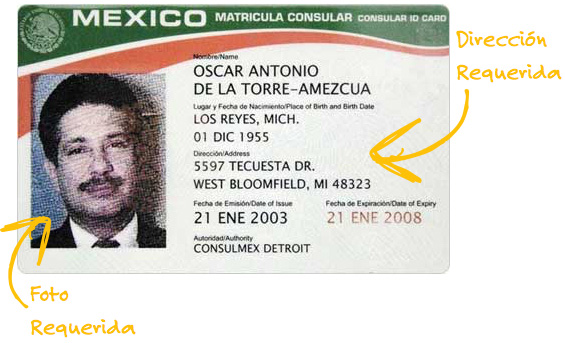 MEXICO MATRICULA CONSULAR CONSULAR ID CARD
Nombre/Name
OSCAR ANTONIO
DE LA TORRE-AMEZCUA
Lugar y Fecha de Nacimiento/Place of Birth and Birth Date
LOS REYES, MICH.
01 DIC 1955
Dirección/Address
5597 TECUESTA DR.
WEST BLOOMFIELD, MI 48323
Fecha de Emisión/Date of Issue Fecha de Expiración/Date of Expiry
21 ENE 2003 21 ENE 2008
Autoridad/Authority
CONSULMEX DETROIT
Dirección
Requerida
Foto
Requerida